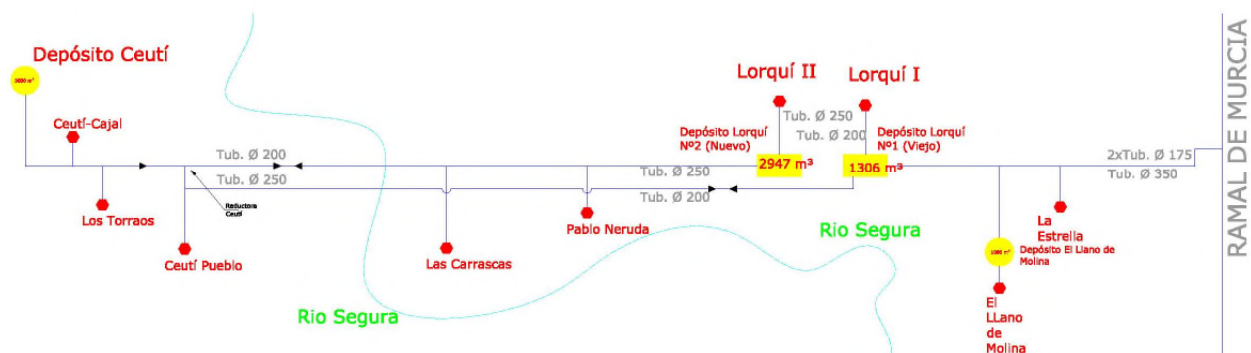 Depósito Ceutí
Ceutí-Cajal
Los Torraos
Tub. Ø 200
Tub. Ø 250
Reductora
Ceutí
Ceutí Pueblo
Rio Segura
Las Carrascas
Pablo Neruda
Tub. Ø 250
Tub. Ø 200
Lorquí II
Lorquí I
Tub. Ø 250
Tub. Ø 200
Depósito Lorquí
Nº2 (Nuevo)
2947 m³
Depósito Lorquí
Nº1 (Viejo)
1306 m³
Rio Segura
2xTub. Ø 175
Tub. Ø 350
La
Estrella
Depósito El Llano de
Molina
El
LLano
de
Molina
RAMAL DE MURCIA